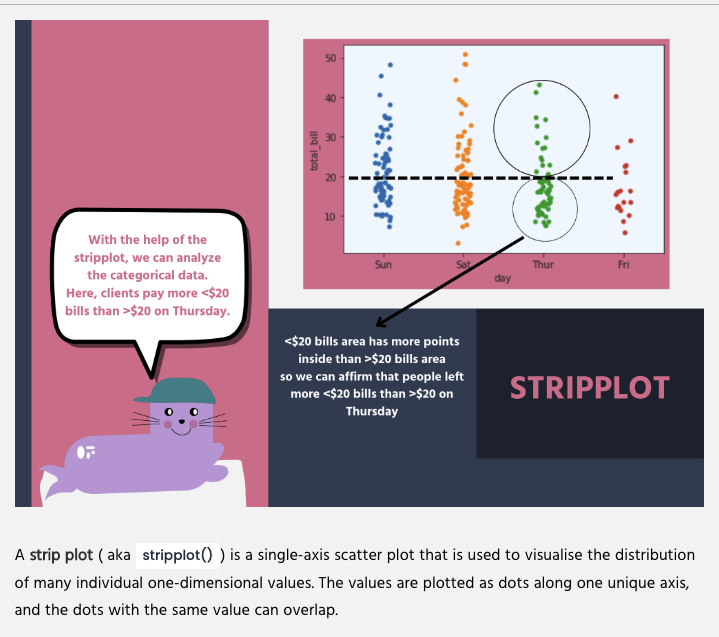 50
40
30
20
10
total_bill
Sun Sat Thur Fri
day
With the help of the
stripplot, we can analyze
the categorical data.
Here, clients pay more <$20
bills than >$20 on Thursday.
<$20 bills area has more points
inside than >$20 bills area
so we can affirm that people left
more <$20 bills than >$20 on
Thursday
STRIPPLOT
A strip plot ( aka stripplot() ) is a single-axis scatter plot that is used to visualise the distribution
of many individual one-dimensional values. The values are plotted as dots along one unique axis,
and the dots with the same value can overlap.